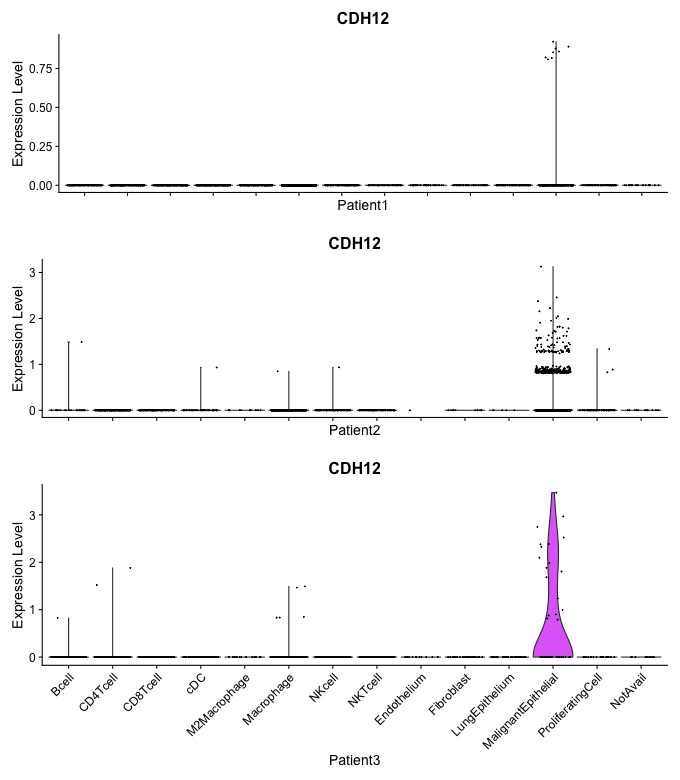 CDH12
Expression Level
0.75
0.50
0.25
0.00
Patient1
CDH12
Expression Level
3
2
1
0
Patient2
CDH12
Expression Level
3
2
1
0
Bcell
CD4Tcell
CD8Tcell
cDC
M2Macrophage
Macrophage
NKcell
NKTcell
Endothelium
Fibroblast
LungEpithelium
MalignantEpithelial
ProliferatingCell
NotAvail
Patient3